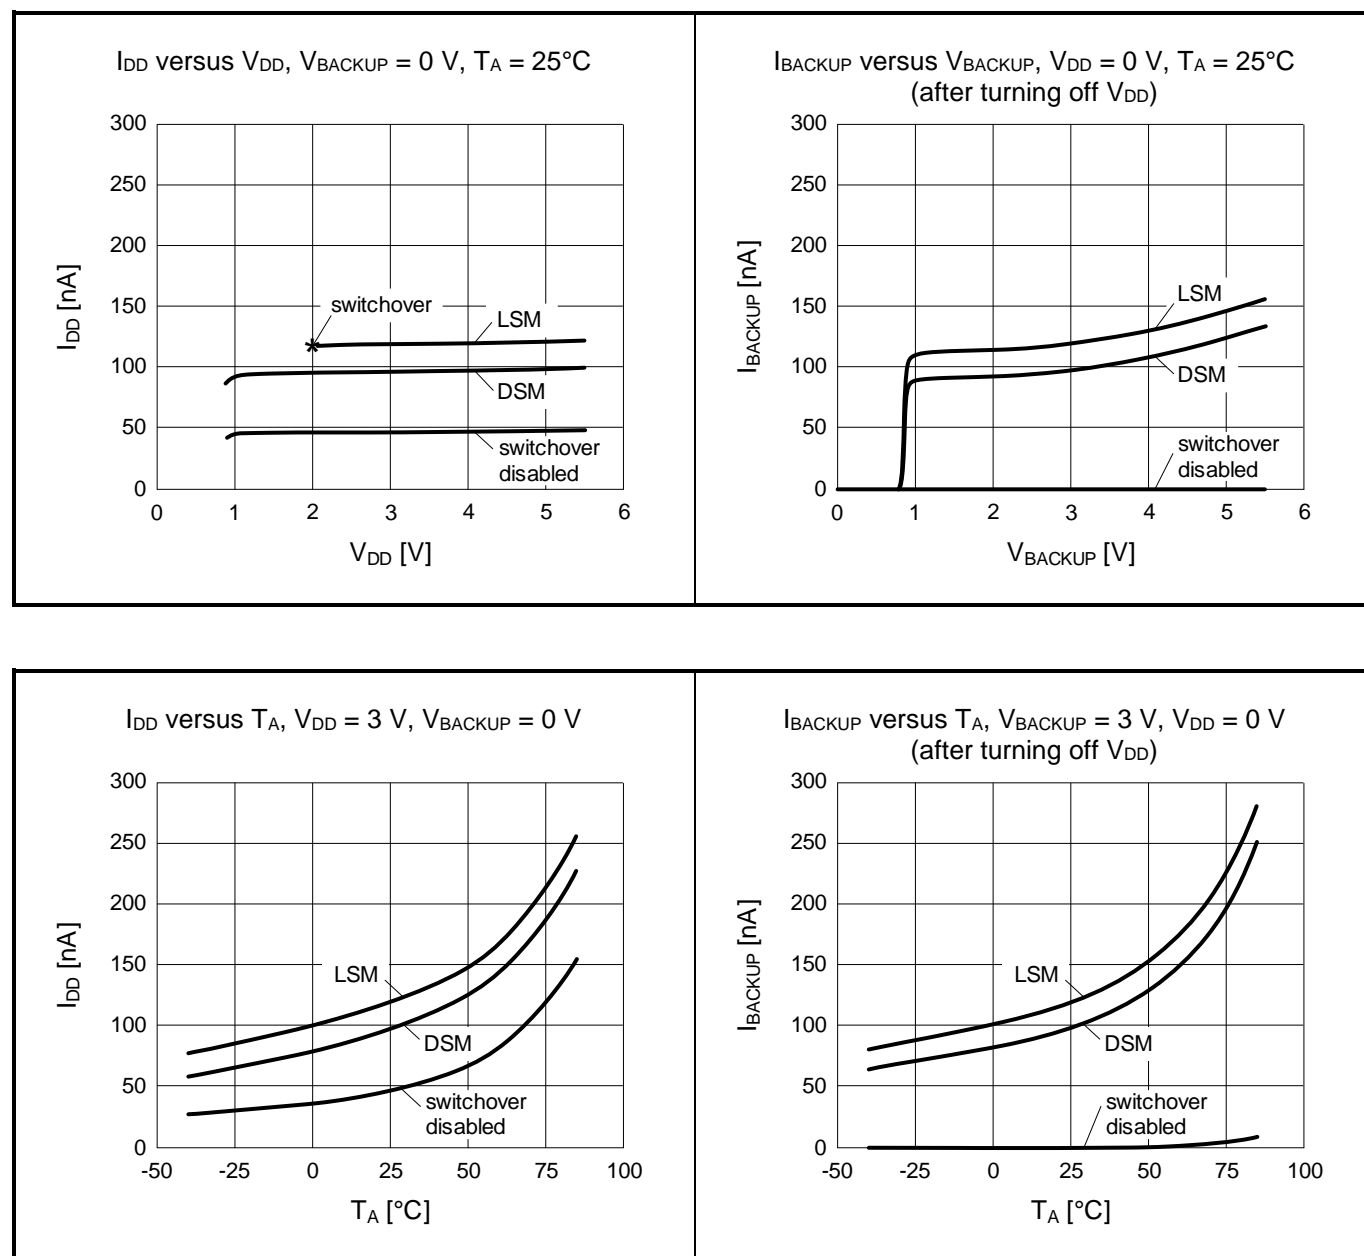 IDD versus VDD, VBACKUP = 0 V, TA = 25°C
300
250
200
150
100
50
0
IDD [nA]
switchover
LSM
DSM
switchover
disabled
0 1 2 3 4 5 6
VDD [V]
IBACKUP versus VBACKUP, VDD = 0 V, TA = 25°C
(after turning off VDD)
300
250
200
150
100
50
0
IBACKUP [nA]
LSM
DSM
switchover
disabled
0 1 2 3 4 5 6
VBACKUP [V]
IDD versus TA, VDD = 3 V, VBACKUP = 0 V
300
250
200
150
100
50
0
IDD [nA]
LSM
DSM
switchover
disabled
-50 -25 0 25 50 75 100
TA [°C]
IBACKUP versus TA, VBACKUP = 3 V, VDD = 0 V
(after turning off VDD)
300
250
200
150
100
50
0
IBACKUP [nA]
LSM
DSM
switchover
disabled
-50 -25 0 25 50 75 100
TA [°C]